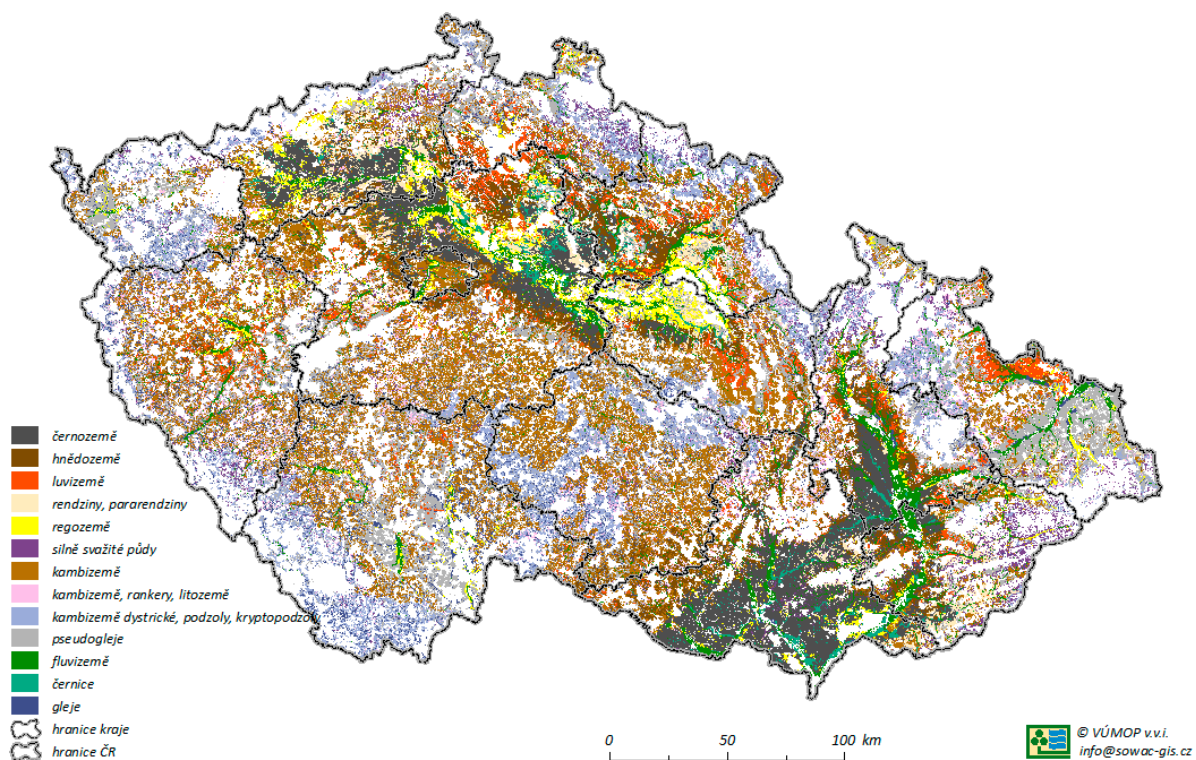 černozemě
hnědozemě
luvizemě
rendziny, pararendziny
regozemě
silně svažité půdy
kambizemě
kambizemě, rankery, litozemě
kambizemě dystrické, podzoly, kryptopodzoly
pseudogleje
fluvizemě
černice
gleje
hranice kraje
hranice ČR
0 50 100 km
© VÚMOP v.v.i.
info@sowac-gis.cz